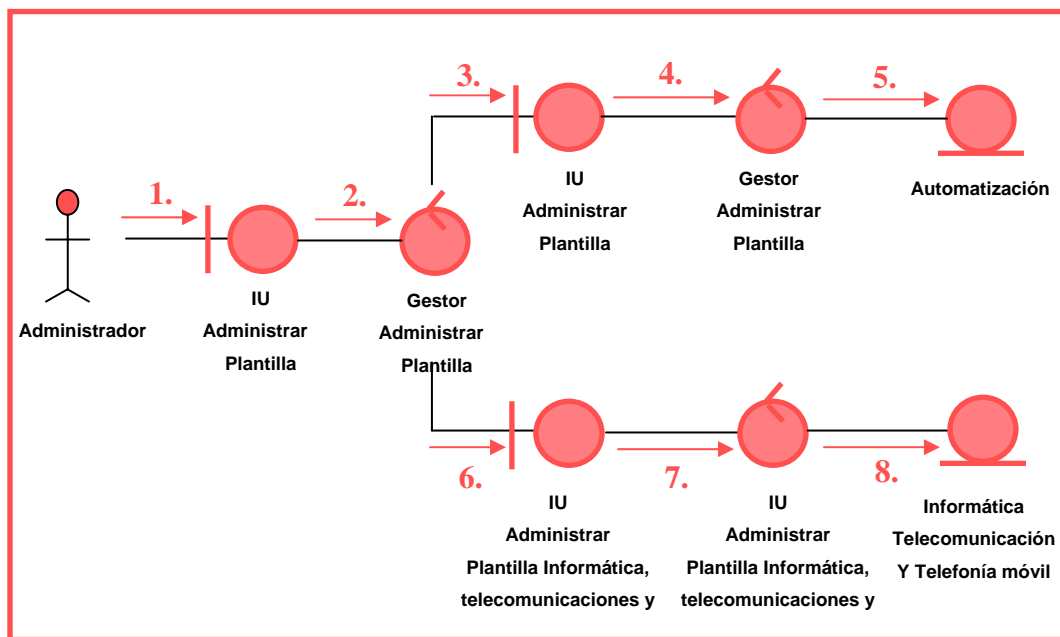 3.
4.
5.
IU
Administrar
Plantilla
Gestor
Administrar
Plantilla
Automatización
1.
2.
Administrador
IU
Administrar
Plantilla
Gestor
Administrar
Plantilla
6.
7.
8.
IU
Administrar
Plantilla Informática,
telecomunicaciones y
IU
Administrar
Plantilla Informática,
telecomunicaciones y
Informática
Telecomunicación
Y Telefonía móvil